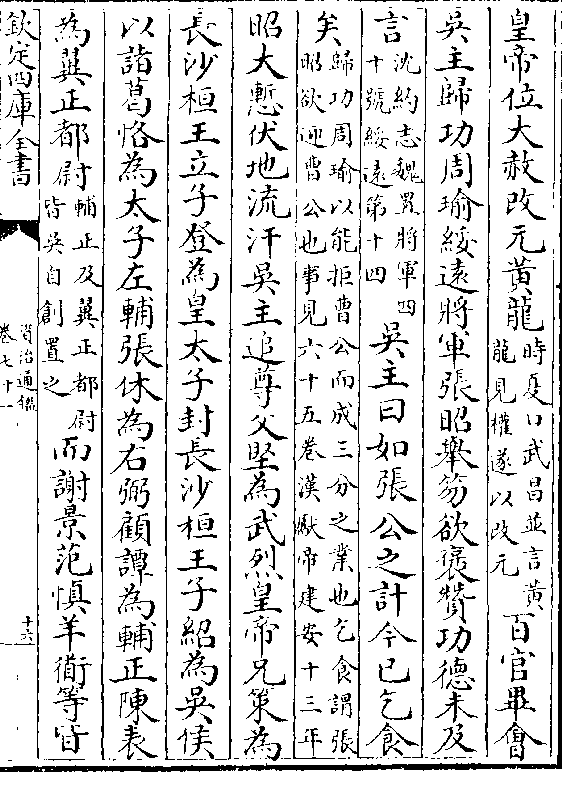 皇帝位大赦改元黃龍時夏口武昌並言黃龍見權遂以改元百官畢會
吳主歸功周瑜綏遠將軍張昭舉笏欲褒贊功德未及
言沈約志魏置將軍四十號綏遠第十四吳主曰如張公之計今已乞食
矣歸功周瑜以能拒曹公而成三分之業也乞食謂張昭欲迎曹公也事見六十五卷漢獻帝建安十三年
昭大慙伏地流汗吳主追尊父堅為武烈皇帝兄策為
長沙桓王立子登為皇太子封長沙桓王子紹為吳侯
以諸葛恪為太子左輔張休為右弼顧譚為輔正陳表
為翼正都尉輔正及翼正都尉皆吳自創置之而謝景范慎羊衜等皆
欽定四庫全書
資治通鑑
卷七十一
十六